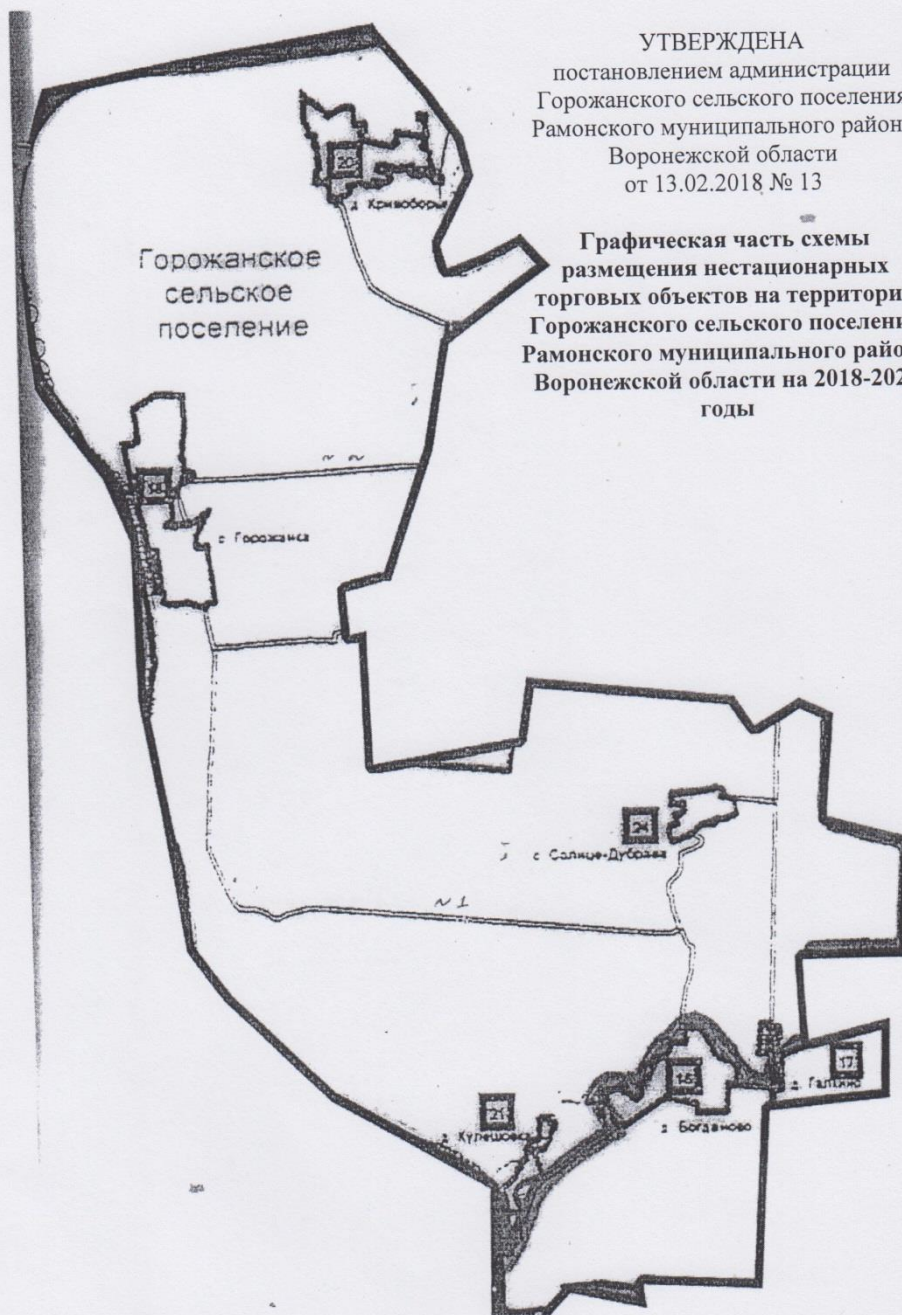 УТВЕРЖДЕНА
постановлением администрации
Горожанского сельского поселения
Рамонского муниципального район
Воронежской области
от 13.02.2018 № 13
Графическая часть схемы
размещения нестационарных
торговых объектов на территори
Горожанского сельского поселени
Рамонского муниципального райо
Воронежской области на 2018-202
годы
20
д Кривоборье
Горожанское
сельское
поселение
с Горожанка
с Солнце-Дубрава
N 1
17
д. Галкино
д Богданово
21
д Кулешовка